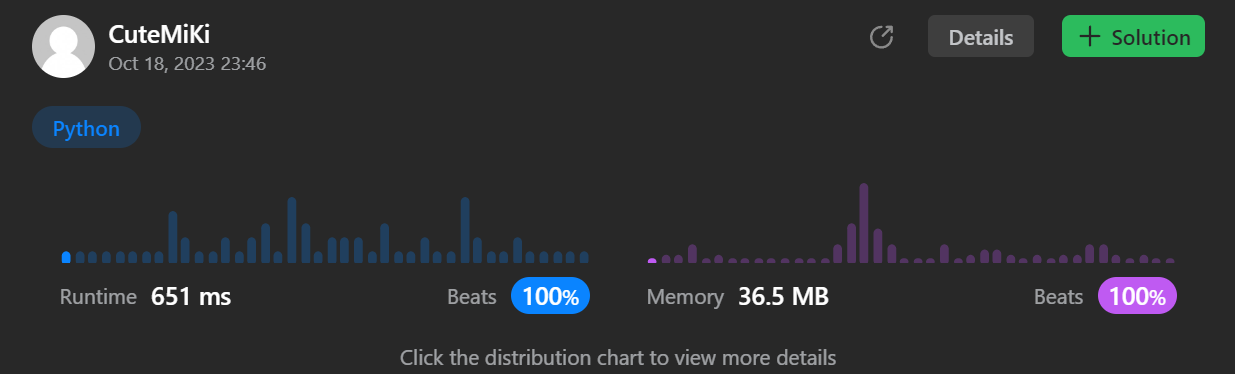 CuteMiKi
Oct 18, 2023 23:46
Details
+ Solution
Python
Runtime 651 ms
Beats 100%
Memory 36.5 MB
Beats 100%
Click the distribution chart to view more details